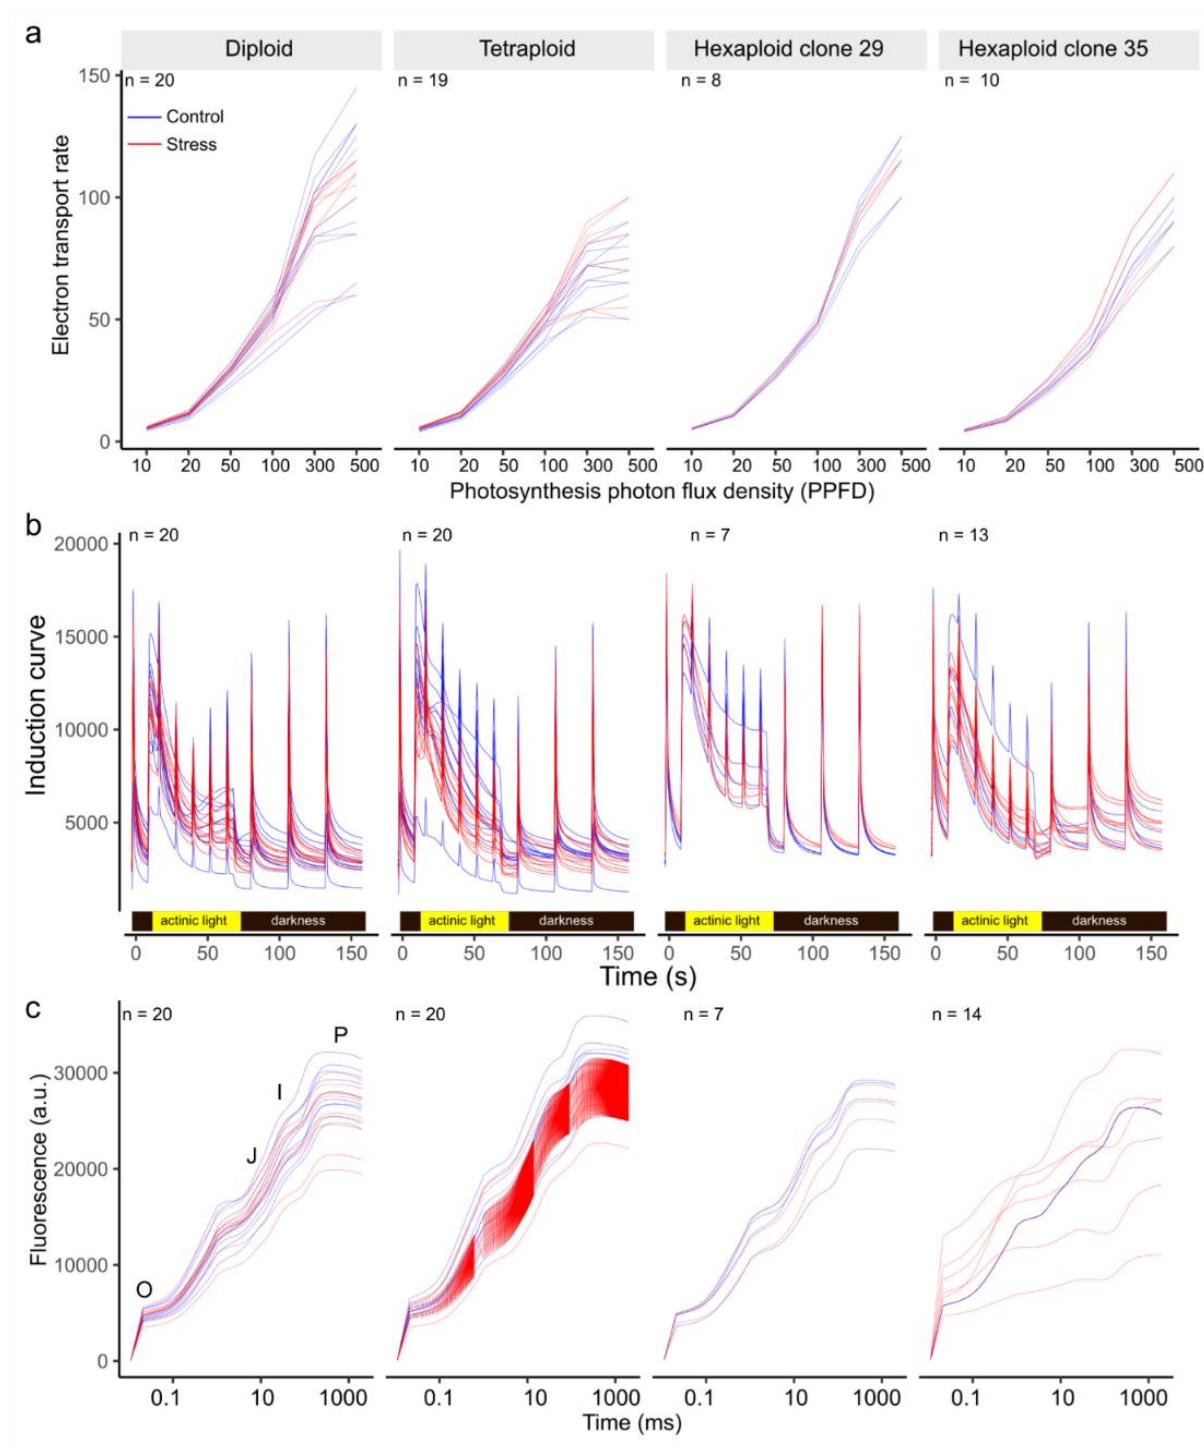 a
Diploid Tetraploid Hexaploid clone 29 Hexaploid clone 35
150 n = 20 n = 19 n = 8 n = 10
Control
Stress
100
50
0
Electron transport rate
10 20 50 100 300 500 10 20 50 100 300 500 10 20 50 100 300 500 10 20 50 100 300 500
Photosynthesis photon flux density (PPFD)
b
n = 20 n = 20 n = 7 n = 13
20000
15000
10000
5000
Induction curve
actinic light darkness actinic light darkness actinic light darkness actinic light darkness
0 50 100 150 0 50 100 150 0 50 100 150 0 50 100 150
Time (s)
c
n = 20 n = 20 n = 7 n = 14
P
I
J
O
30000
20000
10000
0
Fluorescence (a.u.)
0.1 10 1000 0.1 10 1000 0.1 10 1000 0.1 10 1000
Time (ms)